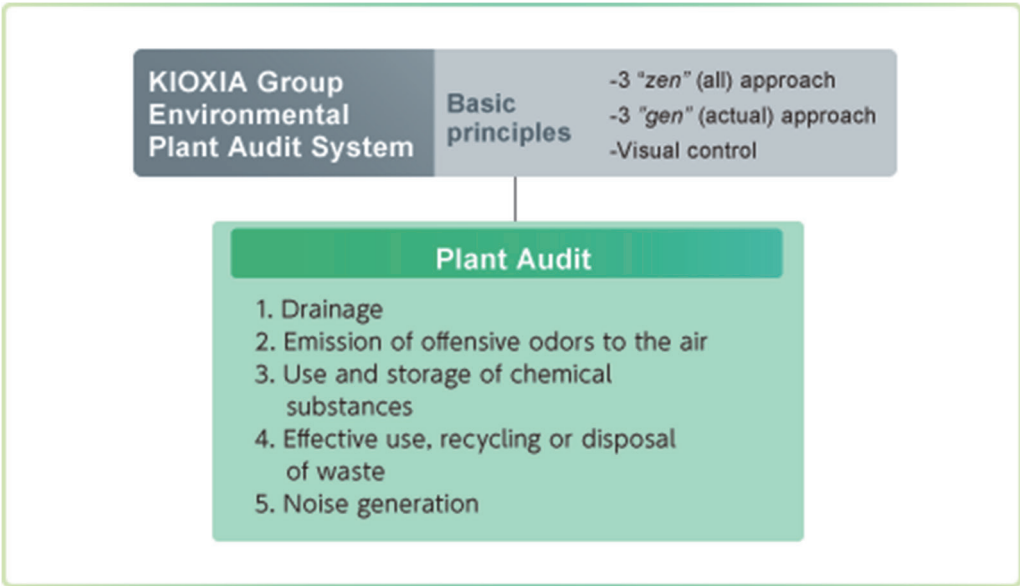 KIOXIA Group
Environmental
Plant Audit System
Basic
principles
-3 “zen” (all) approach
-3 ”gen” (actual) approach
-Visual control
Plant Audit
1. Drainage
2. Emission of offensive odors to the air
3. Use and storage of chemical
substances
4. Effective use, recycling or disposal
of waste
5. Noise generation